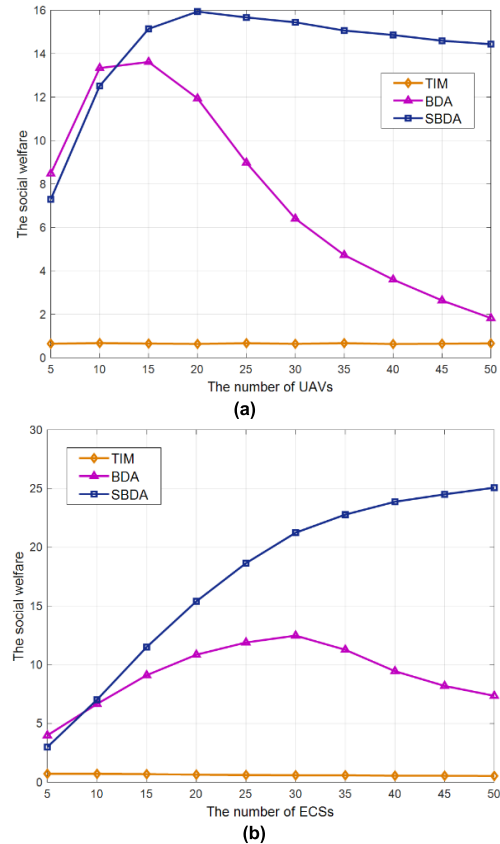 The social welfare
16
14
12
10
8
6
4
2
0
TIM
BDA
SBDA
5 10 15 20 25 30 35 40 45 50
The number of UAVs
(a)
The social welfare
30
25
20
15
10
5
0
TIM
BDA
SBDA
5 10 15 20 25 30 35 40 45 50
The number of ECSs
(b)